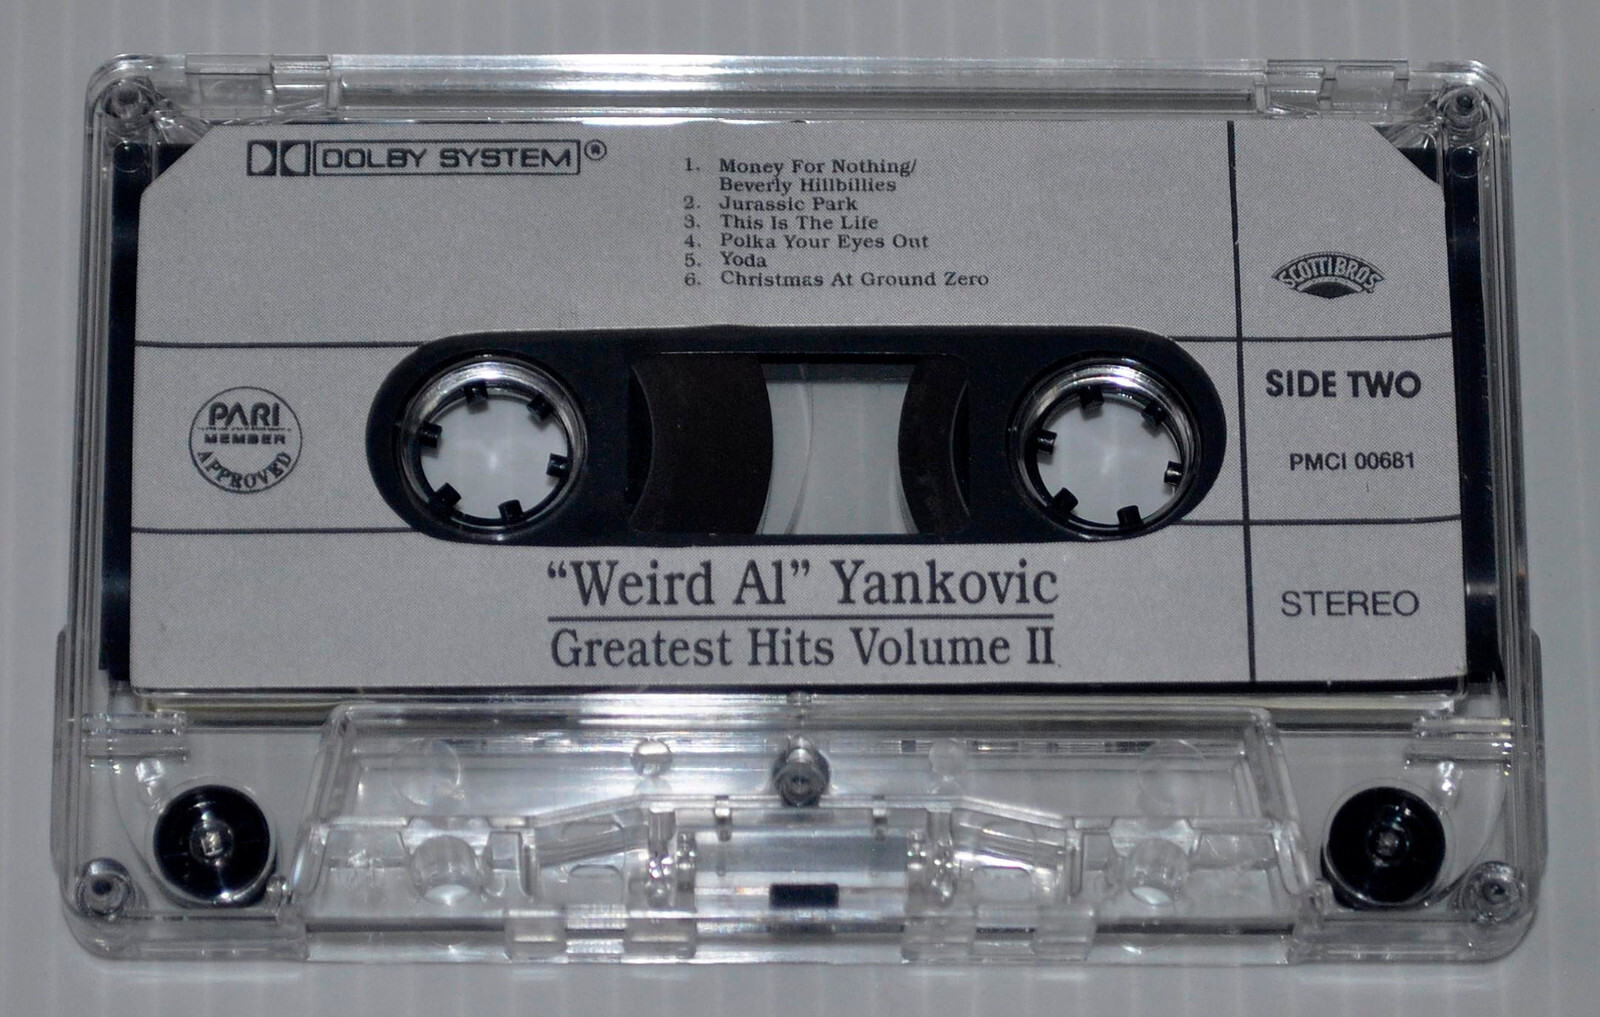 DOLBY SYSTEM®
1. Money For Nothing/
Beverly Hillbillies
2. Jurassic Park
3. This Is The Life
4. Polka Your Eyes Out
5. Yoda
6. Christmas At Ground Zero
SCOTTI BROS.
PARI
MEMBER
APPROVED
SIDE TWO
PMCI 00681
"Weird Al" Yankovic
Greatest Hits Volume II
STEREO